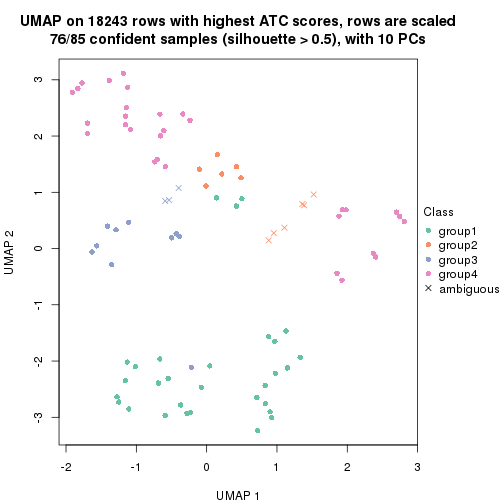 UMAP on 18243 rows with highest ATC scores, rows are scaled
76/85 confident samples (silhouette > 0.5), with 10 PCs
3
2
1
0
-1
-2
-3
UMAP 2
-2
-1
0
1
2
3
UMAP 1
Class
group1
group2
group3
group4
ambiguous